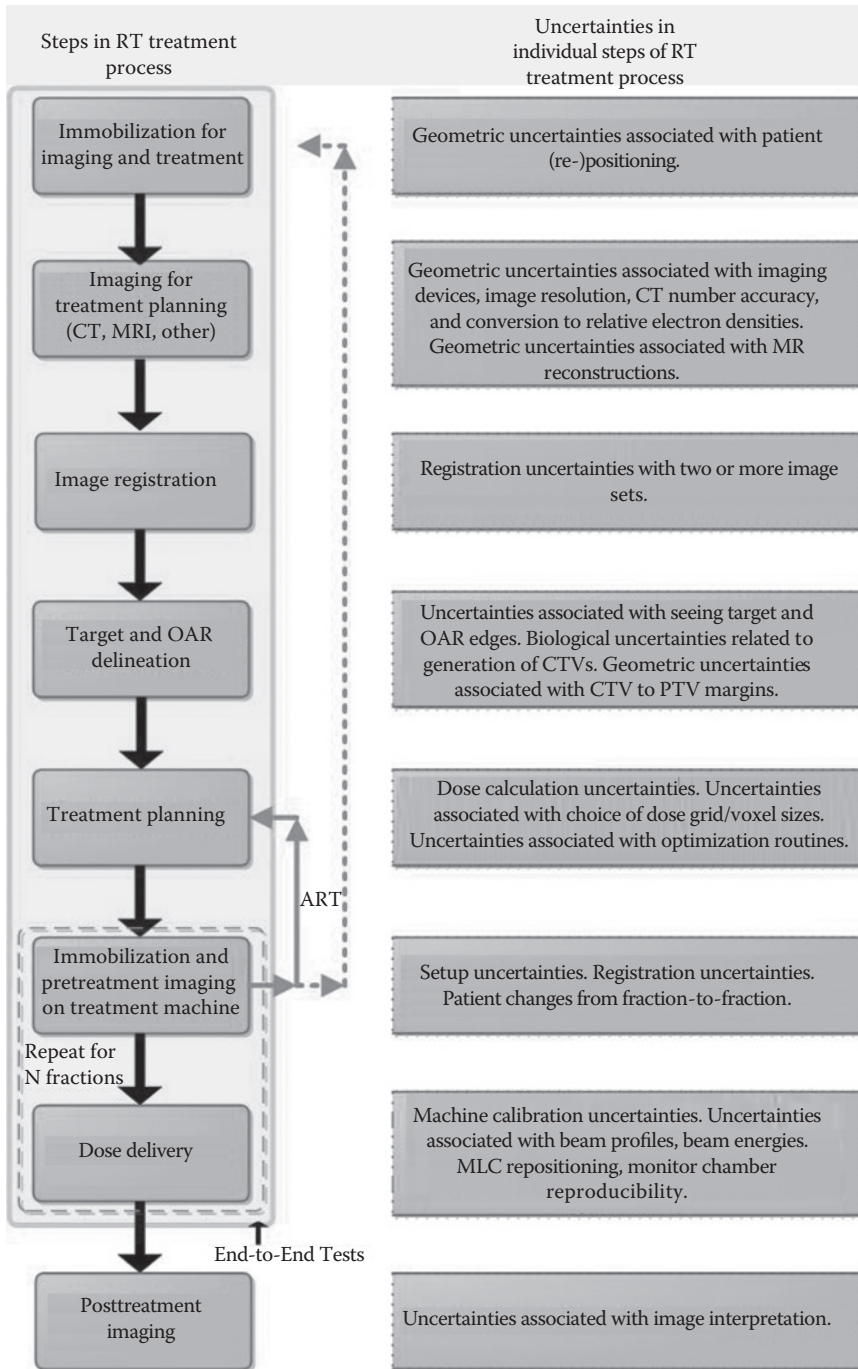 Steps in RT treatment
process
Uncertainties in
individual steps of RT
treatment process
Immobilization for
imaging and treatment
Geometric uncertainties associated with patient
(re-)positioning.
Imaging for
treatment planning
(CT, MRI, other)
Geometric uncertainties associated with imaging
devices, image resolution, CT number accuracy,
and conversion to relative electron densities.
Geometric uncertainties associated with MR
reconstructions.
Image registration
Registration uncertainties with two or more image
sets.
Target and OAR
delineation
Uncertainties associated with seeing target and
OAR edges. Biological uncertainties related to
generation of CTVs. Geometric uncertainties
associated with CTV to PTV margins.
Treatment planning
Dose calculation uncertainties. Uncertainties
associated with choice of dose grid/voxel sizes.
Uncertainties associated with optimization routines.
ART
Immobilization and
pretreatment imaging
on treatment machine
Setup uncertainties. Registration uncertainties.
Patient changes from fraction-to-fraction.
Repeat for
N fractions
Dose delivery
Machine calibration uncertainties. Uncertainties
associated with beam profiles, beam energies.
MLC repositioning, monitor chamber
reproducibility.
End-to-End Tests
Posttreatment
imaging
Uncertainties associated with image interpretation.